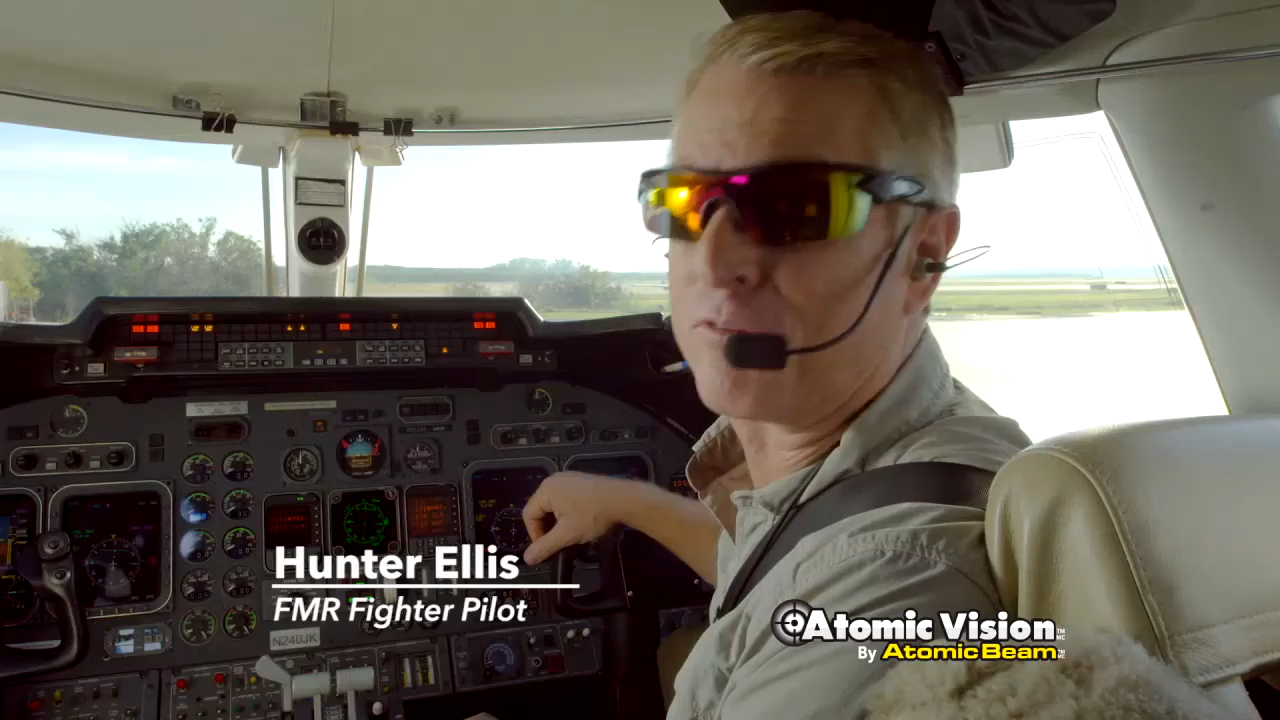 N240JK
Hunter Ellis
FMR Fighter Pilot
Atomic Vision
By AtomicBeam